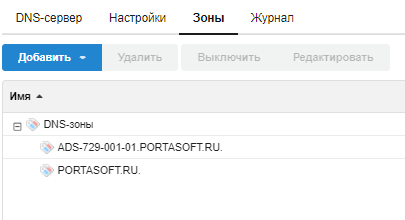 DNS-сервер Настройки Зоны Журнал
Добавить Удалить Выключить Редактировать
Имя
DNS-зоны
ADS-729-001-01.PORTASOFT.RU.
PORTASOFT.RU.